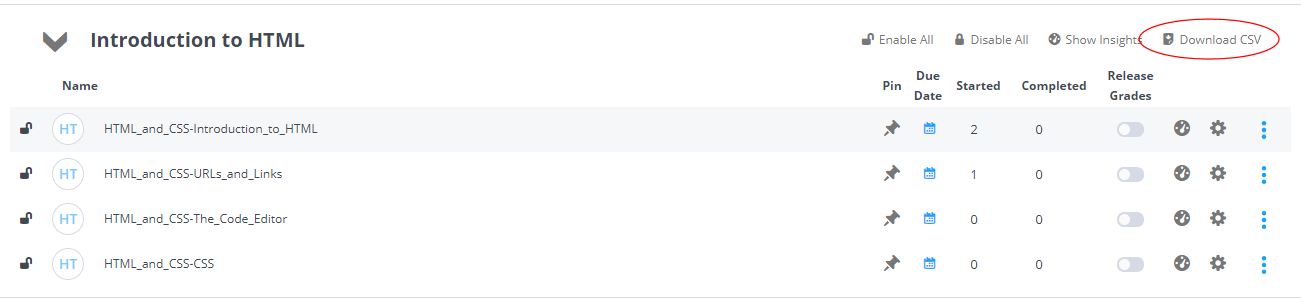 Introduction to HTML
Enable All Disable All Show Insights Download CSV
Name Pin Due Date Started Completed Release Grades
HT HTML_and_CSS-Introduction_to_HTML 2 0
HT HTML_and_CSS-URLs_and_Links 1 0
HT HTML_and_CSS-The_Code_Editor 0 0
HT HTML_and_CSS-CSS 0 0